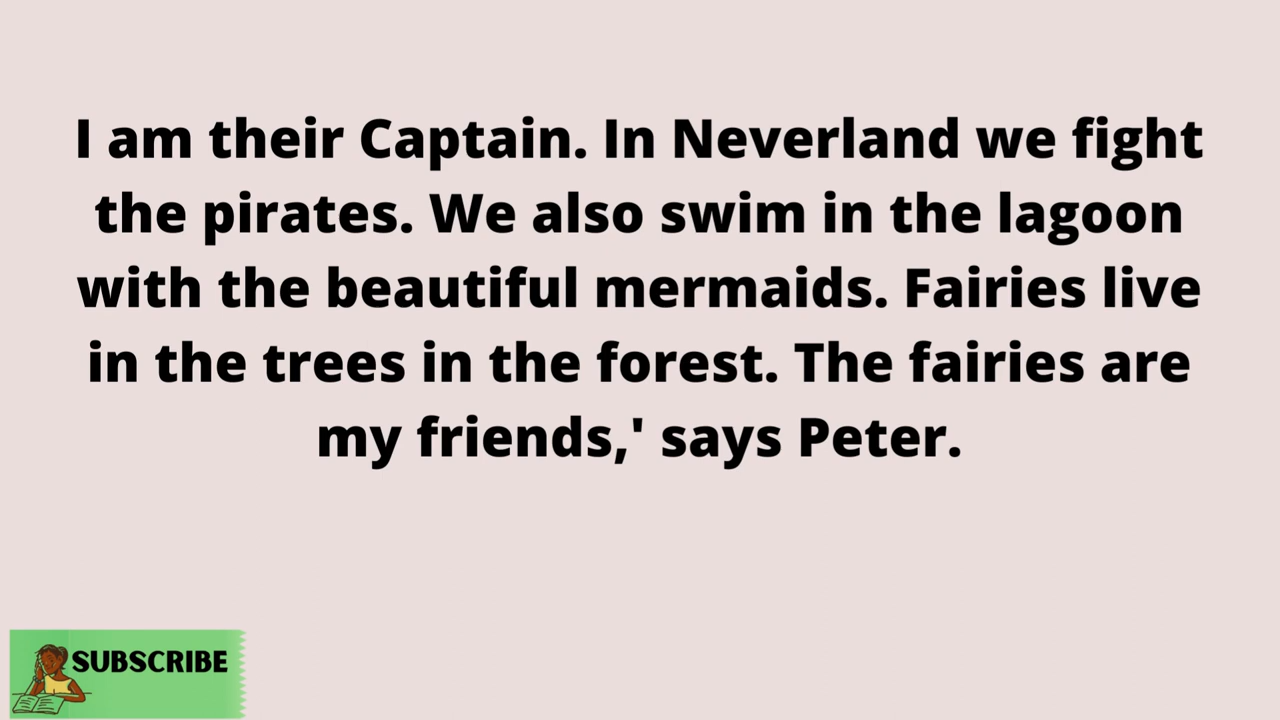 I am their Captain. In Neverland we fight
the pirates. We also swim in the lagoon
with the beautiful mermaids. Fairies live
in the trees in the forest. The fairies are
my friends,' says Peter.
SUBSCRIBE